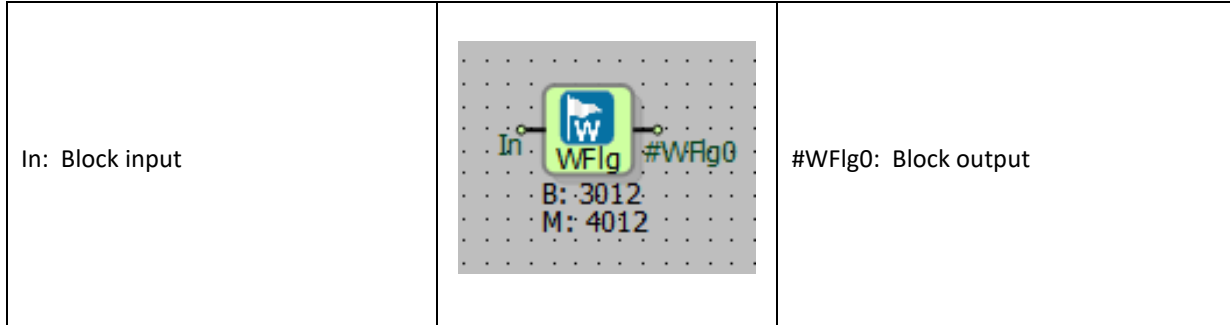 In: Block input
W
In
WFlg
#WFlg0
B: 3012
M: 4012
#WFlg0: Block output